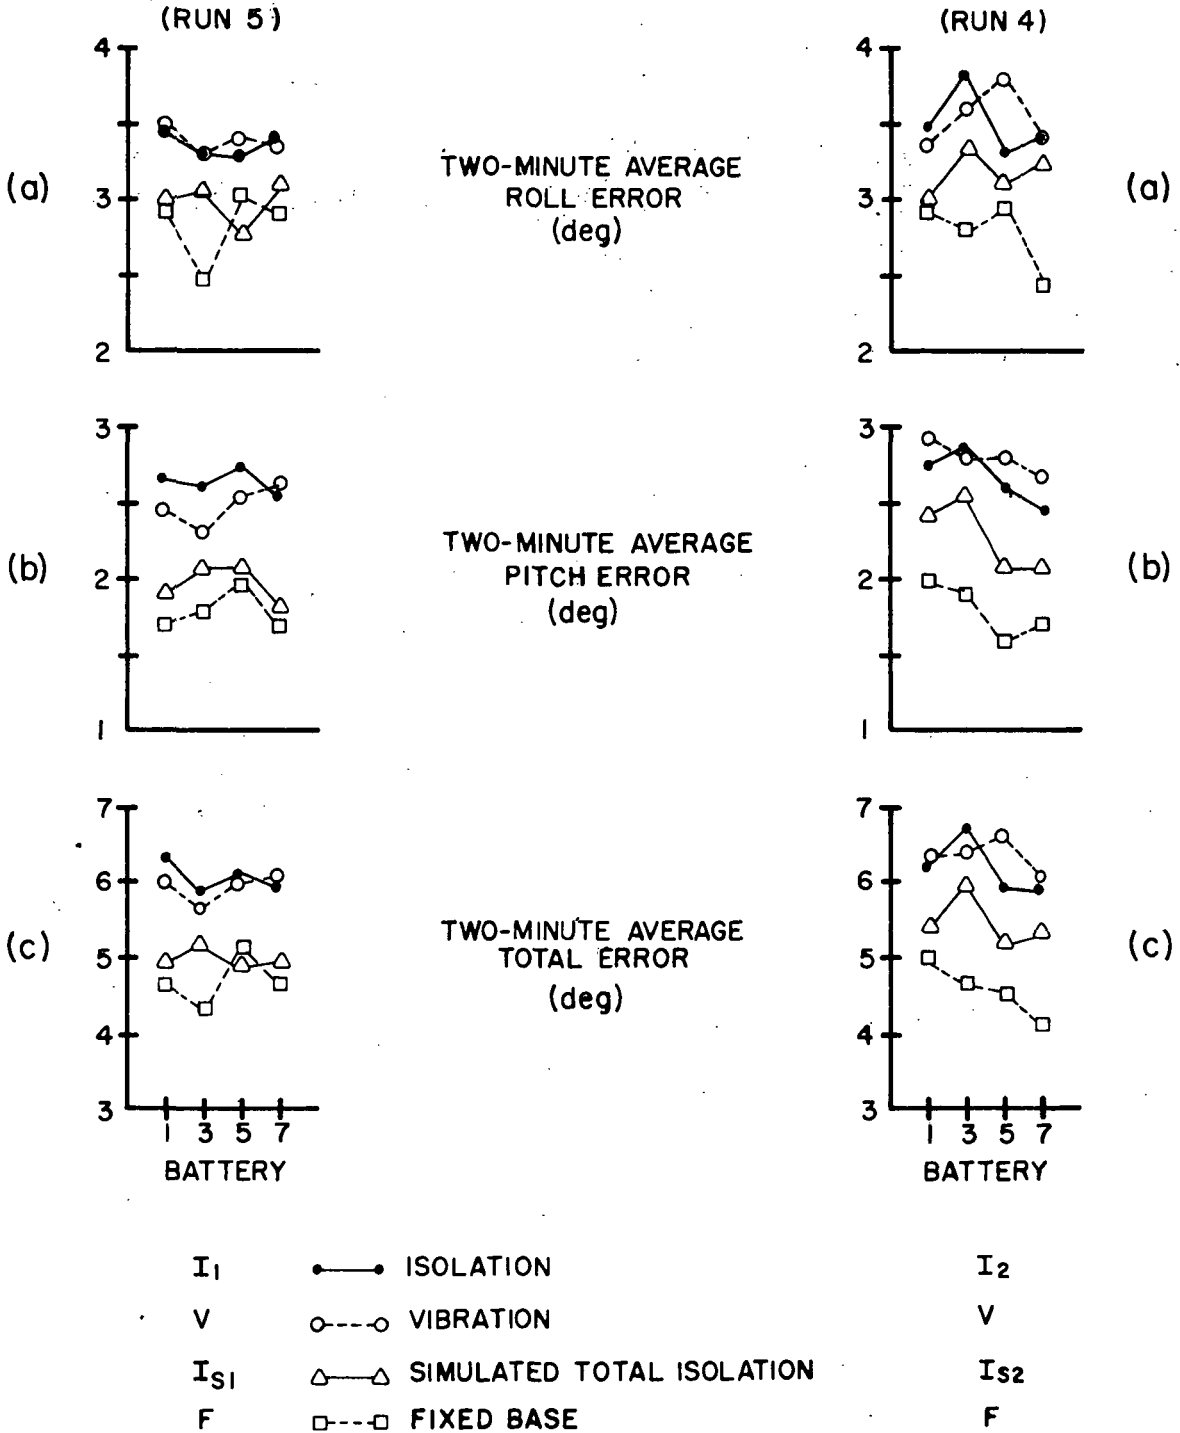 (RUN 5)
(RUN 4)
4
3
2
(a)
TWO-MINUTE AVERAGE
ROLL ERROR
(deg)
4
3
2
(a)
3
2
1
(b)
TWO-MINUTE AVERAGE
PITCH ERROR
(deg)
3
2
1
(b)
7
6
5
4
3
(c)
1 3 5 7
BATTERY
TWO-MINUTE AVERAGE
TOTAL ERROR
(deg)
7
6
5
4
3
(c)
1 3 5 7
BATTERY
I1 ISOLATION I2
V VIBRATION V
IS1 SIMULATED TOTAL ISOLATION IS2
F FIXED BASE F